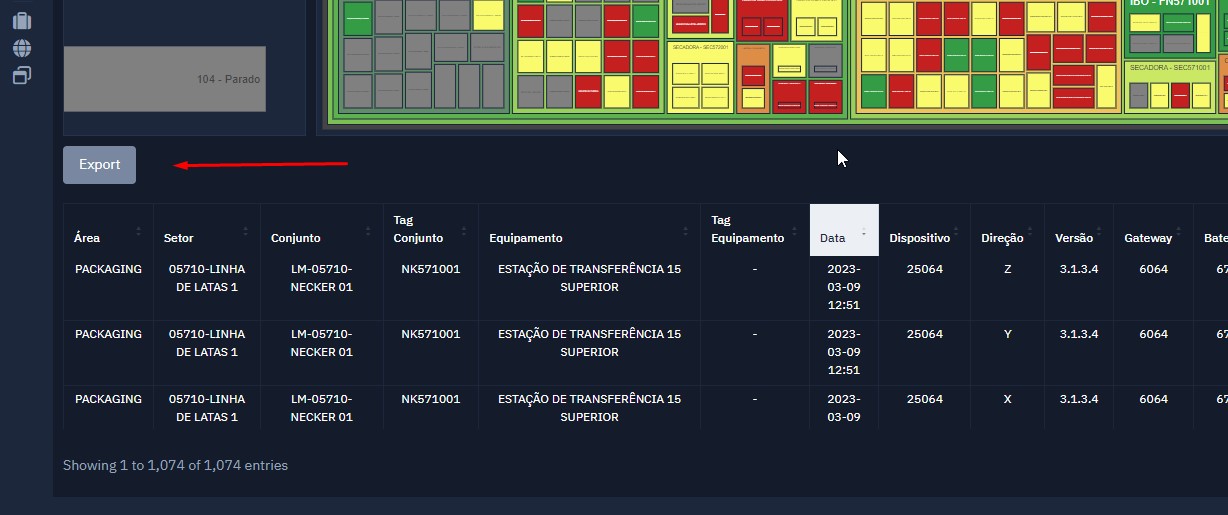 IBO - FN571001
SECADORA - SEC572001
SECADORA - SEC571001
104 - Parado
Export
Área
Setor
Conjunto
Tag
Conjunto
Equipamento
Tag
Equipamento
Data
Dispositivo
Direção
Versão
Gateway
Bate
PACKAGING
05710-LINHA
DE LATAS 1
LM-05710-
NECKER 01
NK571001
ESTAÇÃO DE TRANSFERÊNCIA 15
SUPERIOR
-
2023-
03-09
12:51
25064
Z
3.1.3.4
6064
67
PACKAGING
05710-LINHA
DE LATAS 1
LM-05710-
NECKER 01
NK571001
ESTAÇÃO DE TRANSFERÊNCIA 15
SUPERIOR
-
2023-
03-09
12:51
25064
Y
3.1.3.4
6064
67
PACKAGING
05710-LINHA
DE LATAS 1
LM-05710-
NECKER 01
NK571001
ESTAÇÃO DE TRANSFERÊNCIA 15
SUPERIOR
-
2023-
03-09
25064
X
3.1.3.4
6064
67
Showing 1 to 1,074 of 1,074 entries